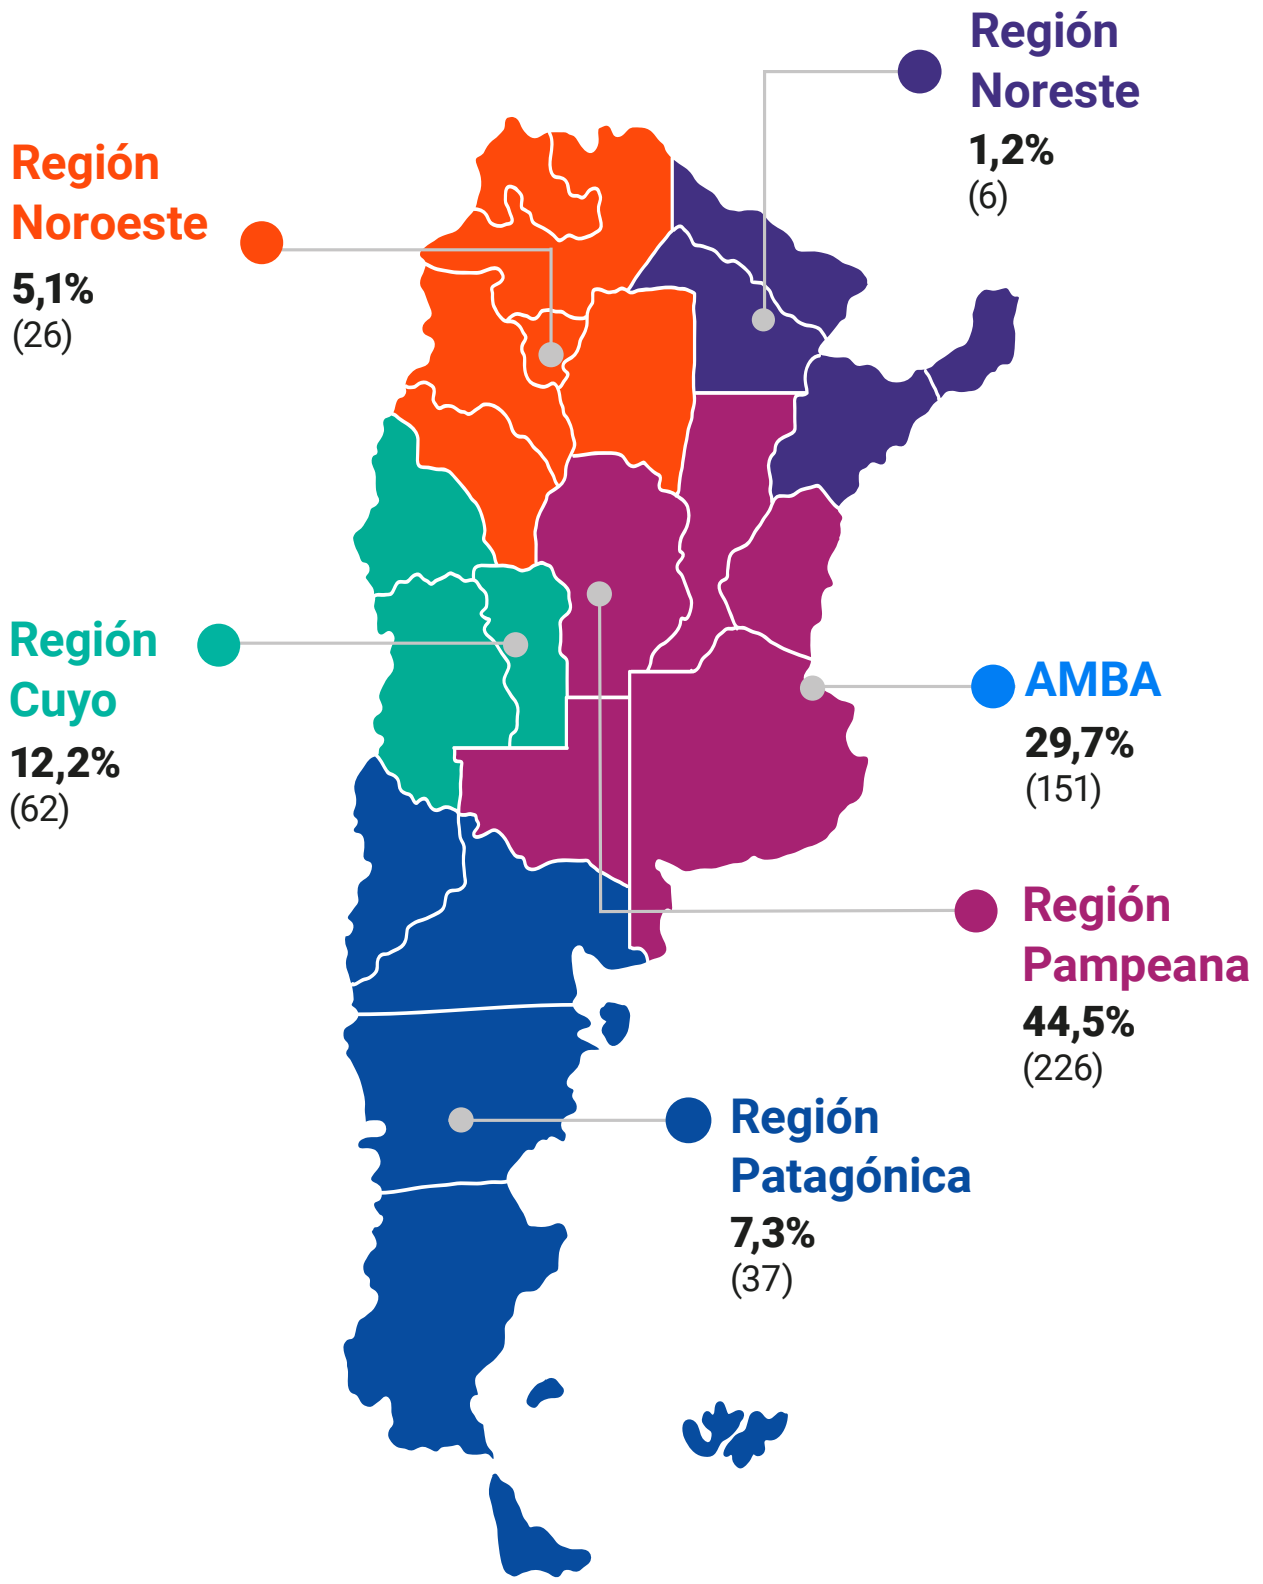 Región
Noreste
1,2%
(6)
Región
Noroeste
5,1%
(26)
Región
Cuyo
12,2%
(62)
AMBA
29,7%
(151)
Región
Pampeana
44,5%
(226)
Región
Patagónica
7,3%
(37)